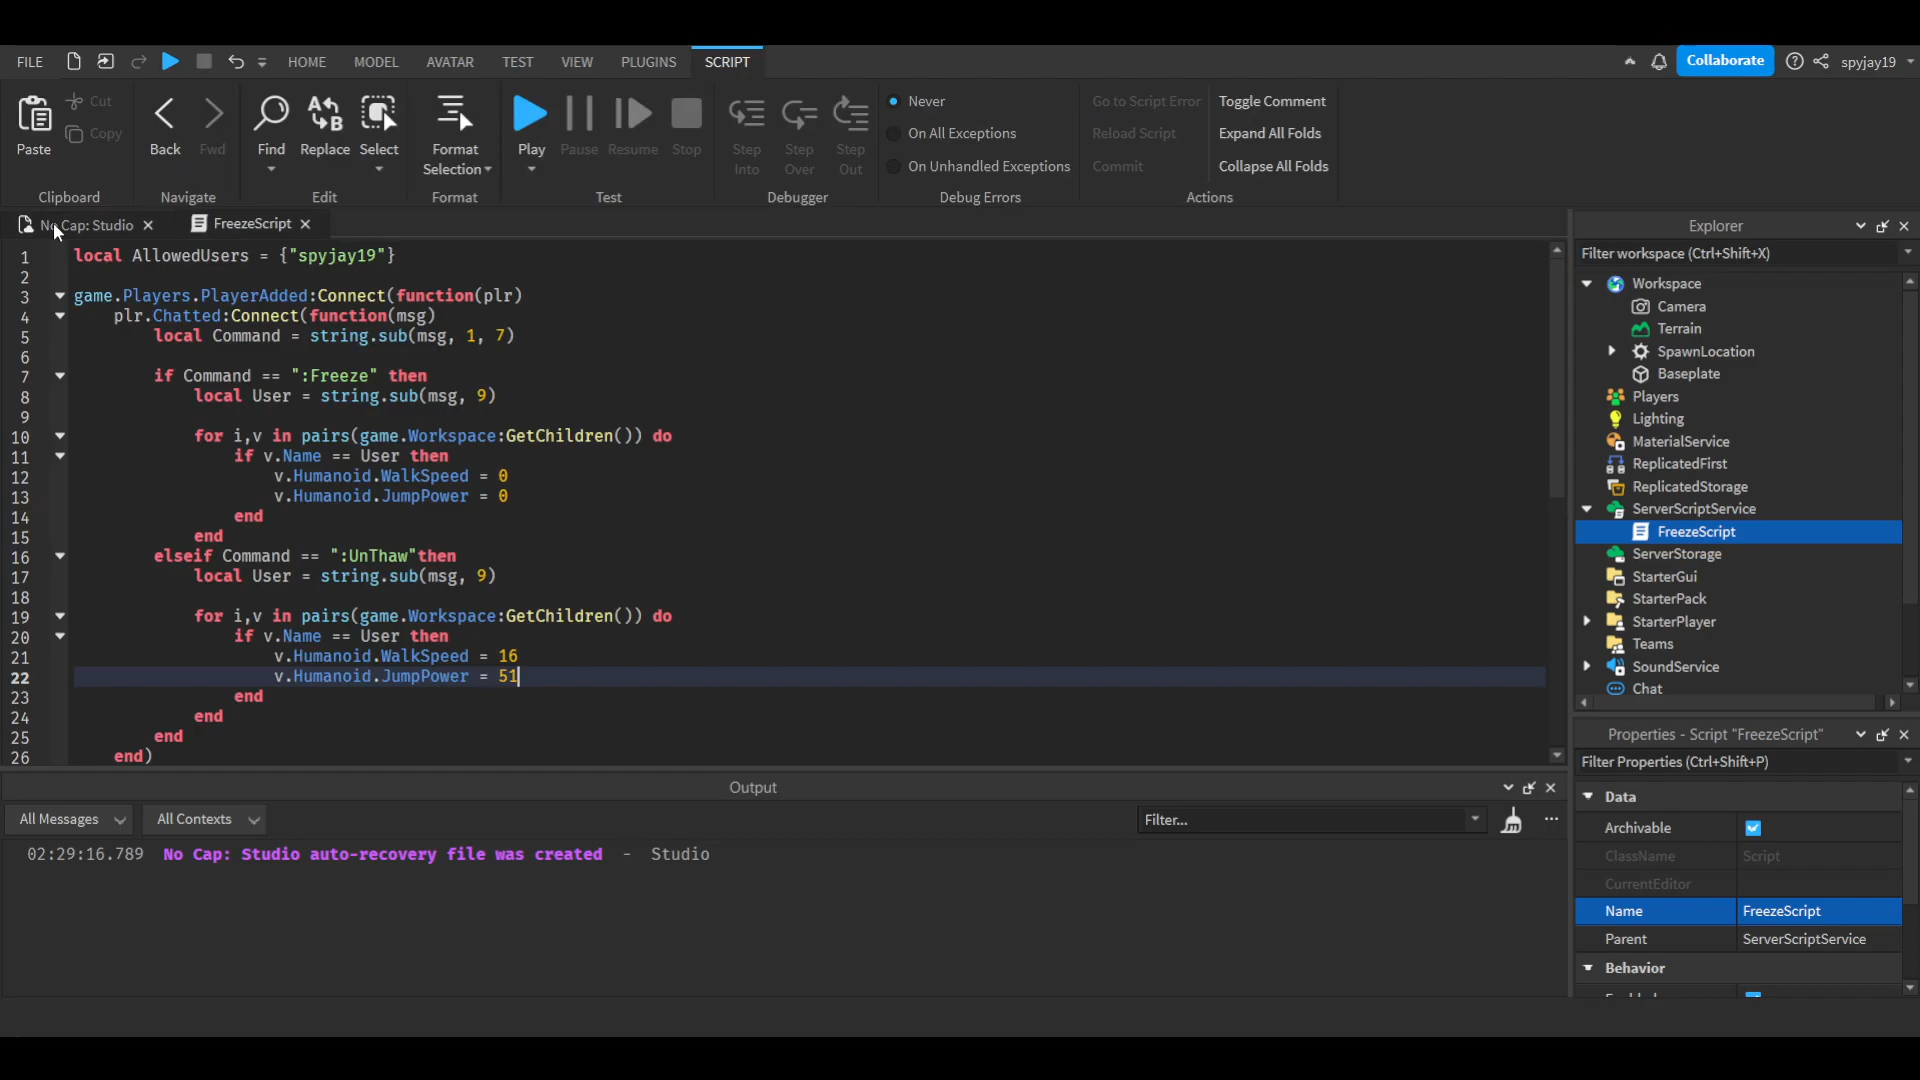 FILE HOME MODEL AVATAR TEST VIEW PLUGINS SCRIPT Collaborate spyjay19
Paste Cut Copy
Clipboard
Back Fwd
Navigate
Find Replace Select
Edit
Format Selection
Format
Play Pause Resume Stop
Test
Step Into Step Over Step Out
Debugger
Never
On All Exceptions
On Unhandled Exceptions
Debug Errors
Go to Script Error Toggle Comment
Reload Script Expand All Folds
Commit Collapse All Folds
Actions
No Cap: Studio FreezeScript
1 local AllowedUsers = {"spyjay19"}
2
3 game.Players.PlayerAdded:Connect(function(plr)
4 plr.Chatted:Connect(function(msg)
5 local Command = string.sub(msg, 1, 7)
6
7 if Command == ":Freeze" then
8 local User = string.sub(msg, 9)
9
10 for i,v in pairs(game.Workspace:GetChildren()) do
11 if v.Name == User then
12 v.Humanoid.WalkSpeed = 0
13 v.Humanoid.JumpPower = 0
14 end
15 end
16 elseif Command == ":UnThaw"then
17 local User = string.sub(msg, 9)
18
19 for i,v in pairs(game.Workspace:GetChildren()) do
20 if v.Name == User then
21 v.Humanoid.WalkSpeed = 16
22 v.Humanoid.JumpPower = 51
23 end
24 end
25 end
26 end)
Output
All Messages All Contexts Filter...
02:29:16.789 No Cap: Studio auto-recovery file was created - Studio
Explorer
Filter workspace (Ctrl+Shift+X)
Workspace
Camera
Terrain
SpawnLocation
Baseplate
Players
Lighting
MaterialService
ReplicatedFirst
ReplicatedStorage
ServerScriptService
FreezeScript
ServerStorage
StarterGui
StarterPack
StarterPlayer
Teams
SoundService
Chat
Properties - Script "FreezeScript"
Filter Properties (Ctrl+Shift+P)
Data
Archivable
ClassName Script
CurrentEditor
Name FreezeScript
Parent ServerScriptService
Behavior